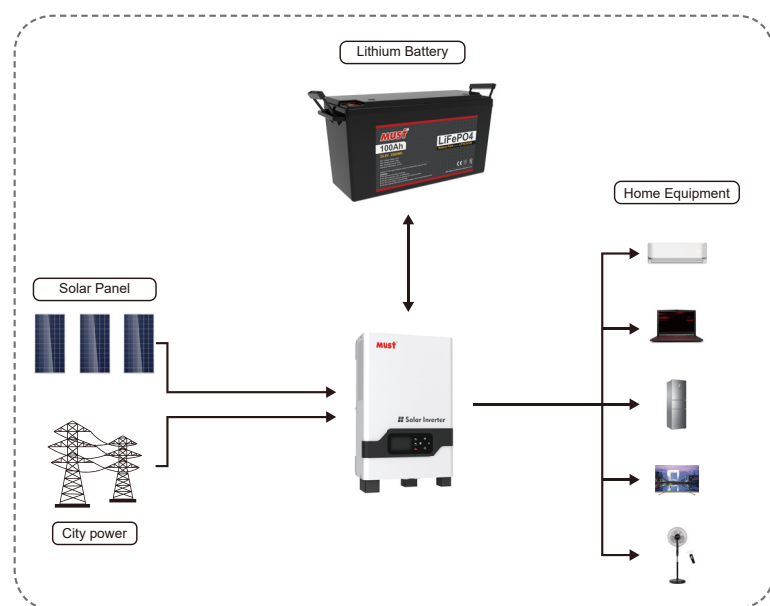 Lithium Battery
MUST
100Ah
LiFePO4
Home Equipment
Solar Panel
MUST
Solar Inverter
City power